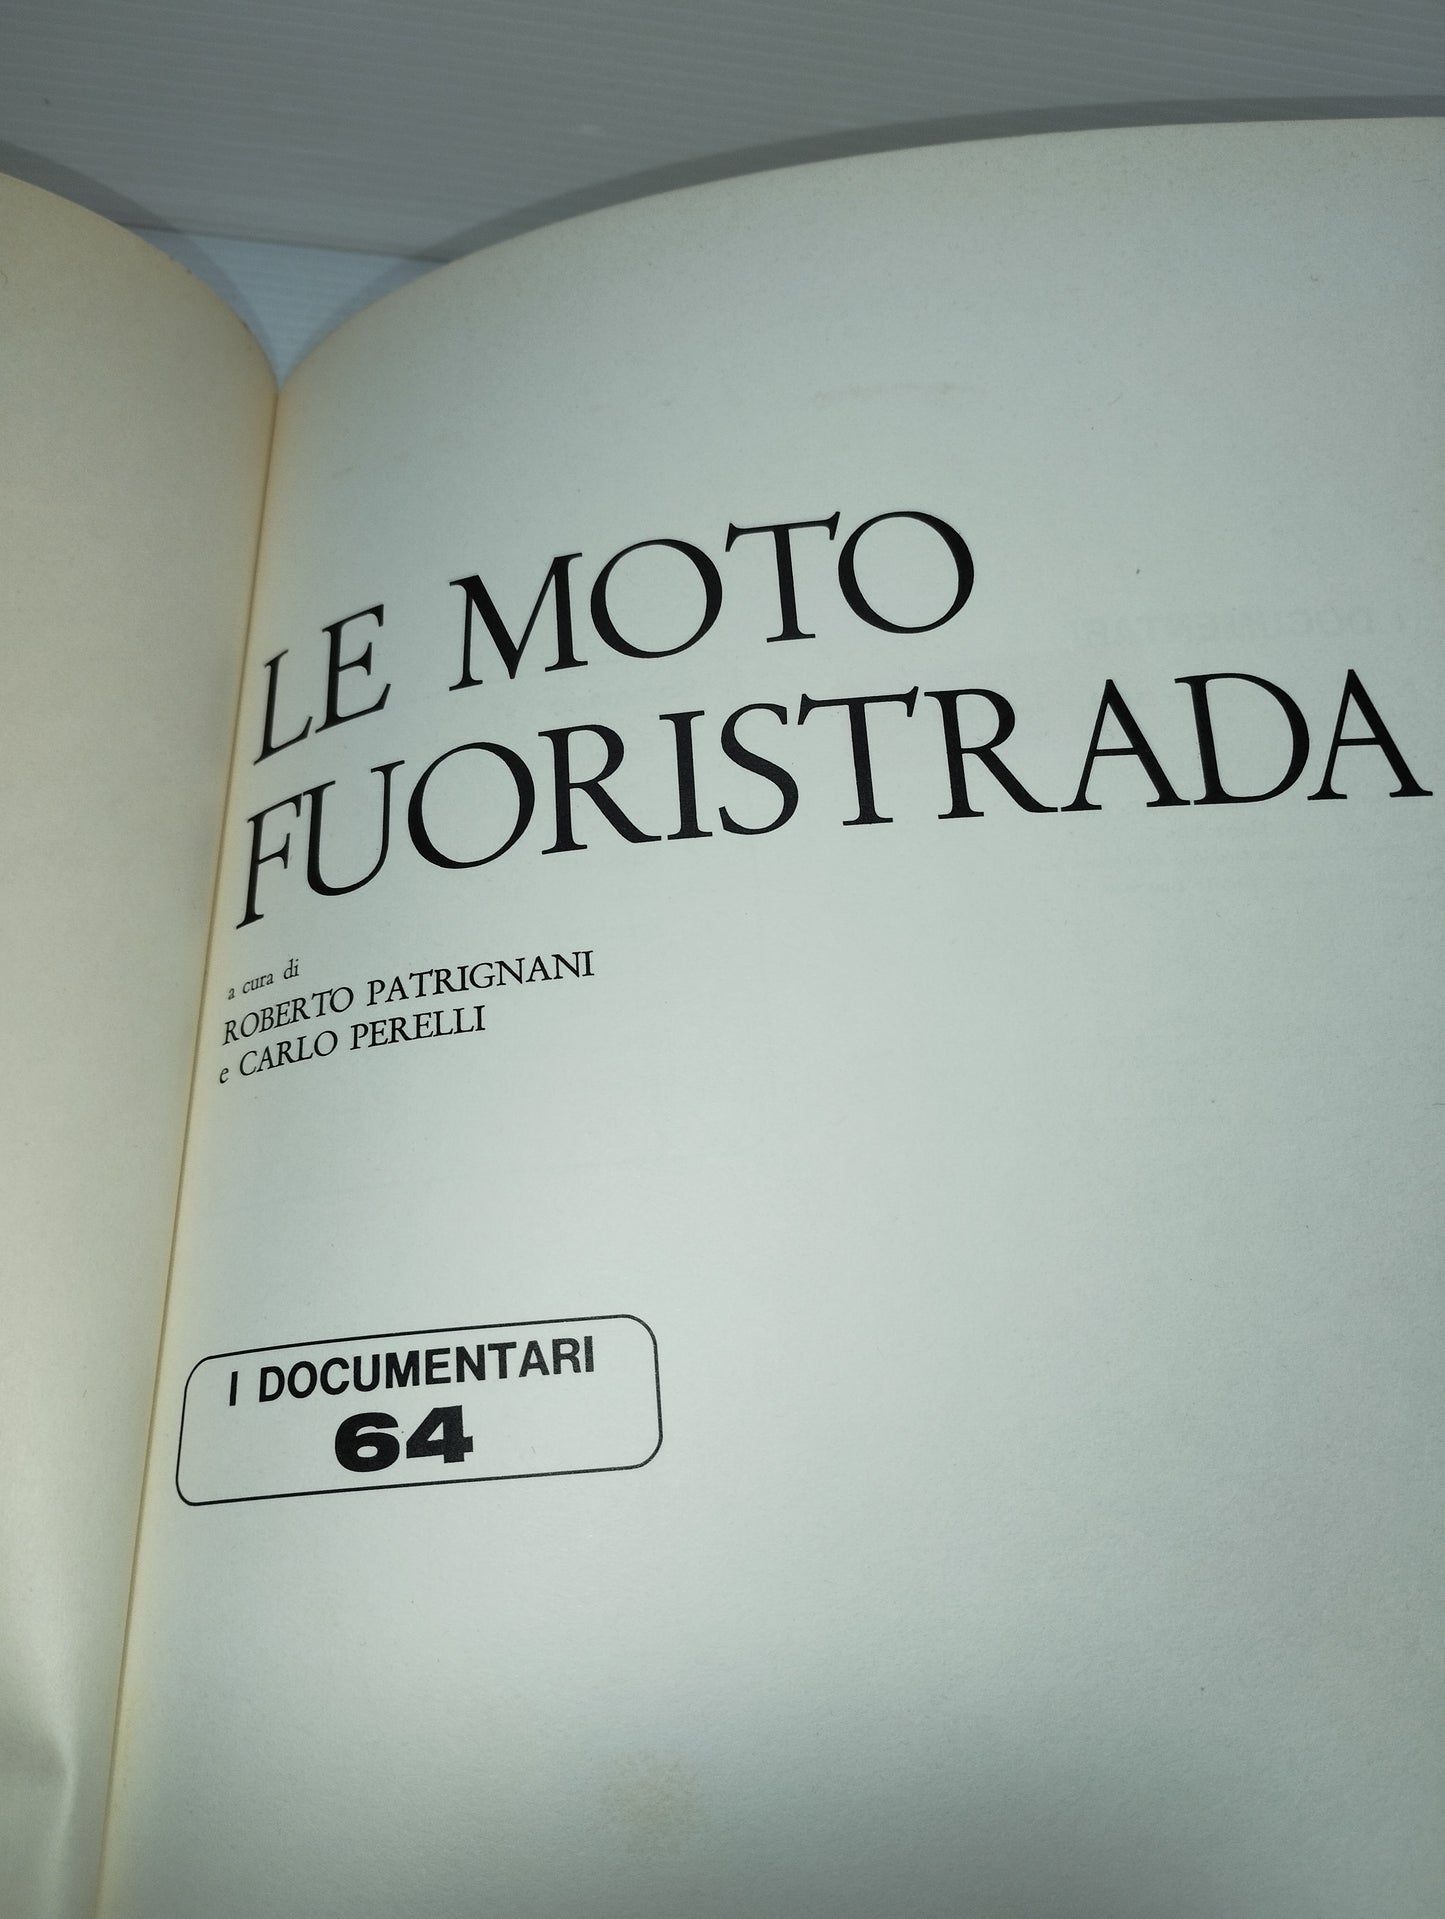 LE MOTO
FUORISTRADA
a cura di
ROBERTO PATRIGNANI
e CARLO PERELLI
I DOCUMENTARI
64